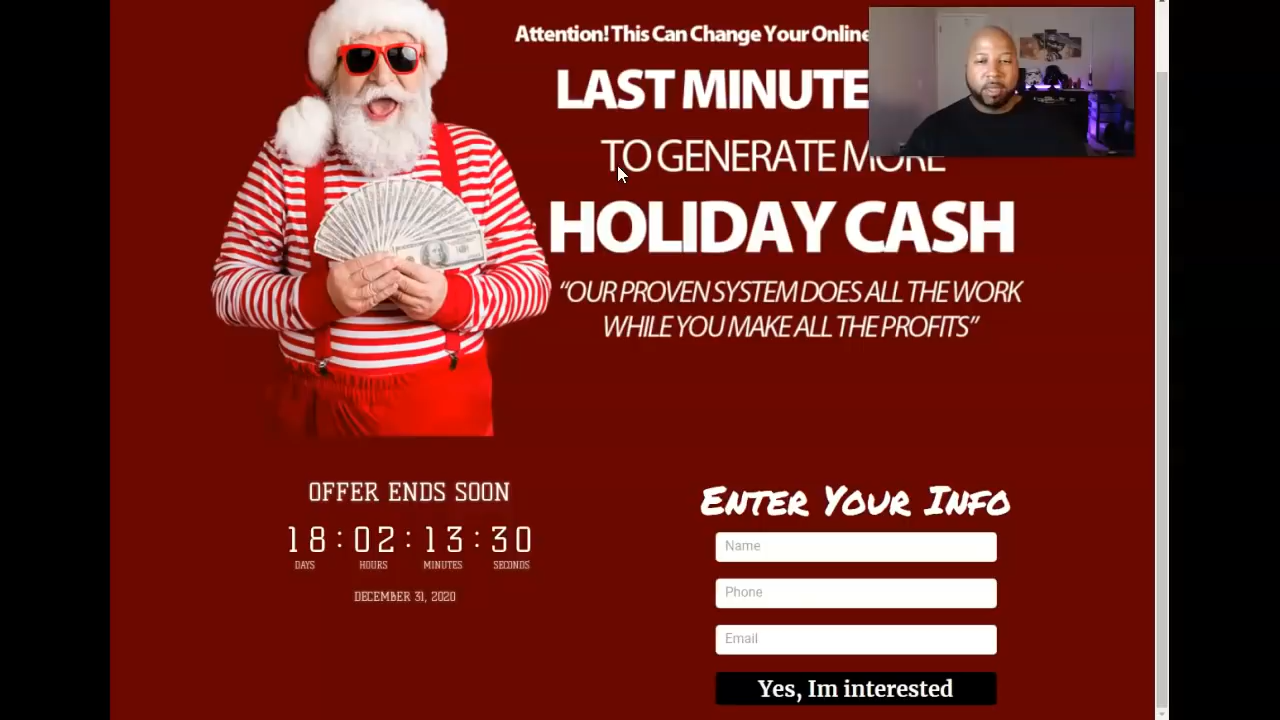 Attention! This Can Change Your Online
LAST MINUTE
TO GENERATE MORE
HOLIDAY CASH
“OUR PROVEN SYSTEM DOES ALL THE WORK
WHILE YOU MAKE ALL THE PROFITS”
OFFER ENDS SOON
18:02:13:30
DAYS HOURS MINUTES SECONDS
DECEMBER 31, 2020
Enter Your Info
Name
Phone
Email
Yes, Im interested